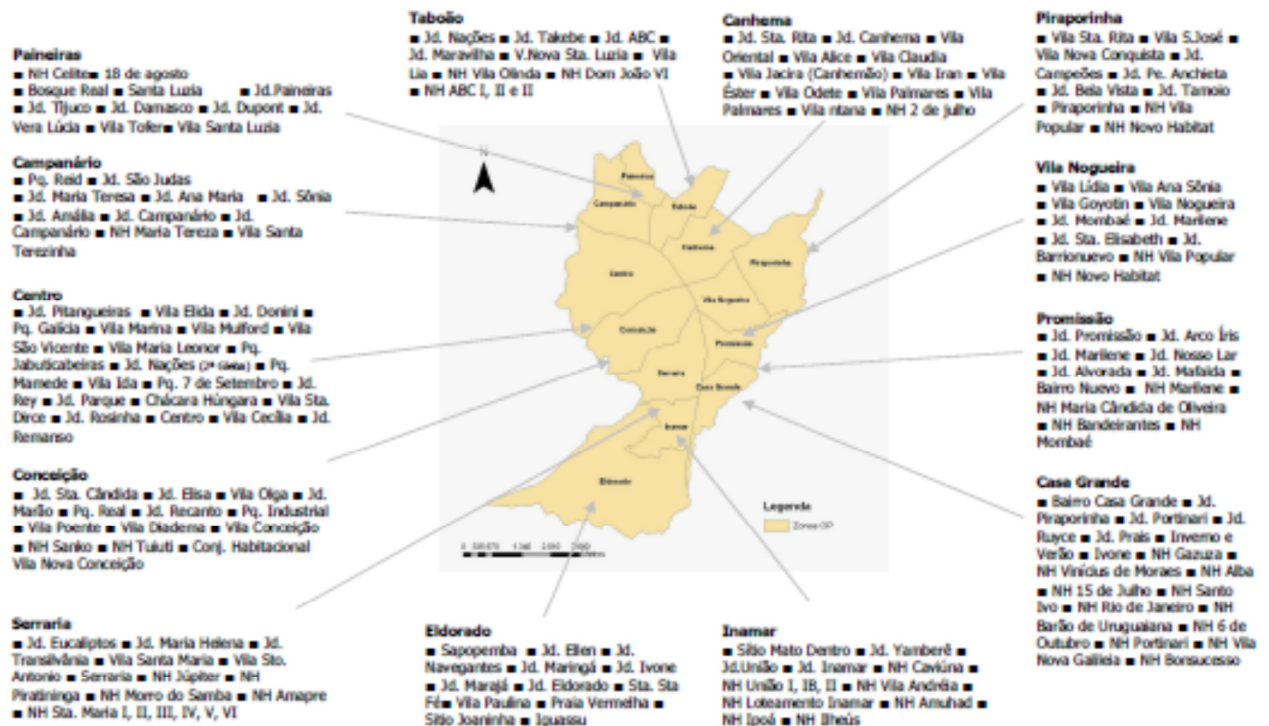 Paineiras
■ NH Celite■ 18 de agosto
■ Bosque Real ■ Santa Luzia ■ Jd.Paineiras
■ Jd. Tijuco ■ Jd. Damasco ■ Jd. Dupont ■ Jd.
Vera Lúcia ■ Vila Tofer■ Vila Santa Luzia
Campanário
■ Pq. Reid ■ Jd. São Judas
■ Jd. Maria Teresa ■ Jd. Ana Maria ■ Jd. Sônia
■ Jd. Amália ■ Jd. Campanário ■ Jd.
Campanário ■ NH Maria Tereza ■ Vila Santa
Terezinha
Centro
■ Jd. Pitangueiras ■ Vila Elida ■ Jd. Donini ■
Pq. Galícia ■ Vila Marina ■ Vila Mulford ■ Vila
São Vicente ■ Vila Maria Leonor ■ Pq.
Jabuticabeiras ■ Jd. Nações (2ª Gleba) ■ Pq.
Mamede ■ Vila Ida ■ Pq. 7 de Setembro ■ Jd.
Rey ■ Jd. Parque ■ Chácara Húngara ■ Vila Sta.
Dirce ■ Jd. Rosinha ■ Centro ■ Vila Cecília ■ Jd.
Remanso
Conceição
■ Jd. Sta. Cândida ■ Jd. Elisa ■ Vila Olga ■ Jd.
Marão ■ Pq. Real ■ Jd. Recanto ■ Pq. Industrial
■ Vila Poente ■ Vila Diadema ■ Vila Conceição
■ NH Sanko ■ NH Tuiuti ■ Conj. Habitacional
Vila Nova Conceição
Serraria
■ Jd. Eucaliptos ■ Jd. Maria Helena ■ Jd.
Transilvânia ■ Vila Santa Maria ■ Vila Sto.
Antonio ■ Serraria ■ NH Júpiter ■ NH
Piratininga ■ NH Morro do Samba ■ NH Amapre
■ NH Sta. Maria I, II, III, IV, V, VI
Taboão
■ Jd. Nações ■ Jd. Takebe ■ Jd. ABC ■
Jd. Maravilha ■ V.Nova Sta. Luzia ■ Vila
Lia ■ NH Vila Olinda ■ NH Dom João VI
■ NH ABC I, II e II
Canhema
■ Jd. Sta. Rita ■ Jd. Canhema ■ Vila
Oriental ■ Vila Alice ■ Vila Claudia
■ Vila Jacira (Canhemão) ■ Vila Iran ■ Vila
Éster ■ Vila Odete ■ Vila Palmares ■ Vila
Palmares ■ Vila ntana ■ NH 2 de julho
Piraporinha
■ Vila Sta. Rita ■ Vila S.José ■
Vila Nova Conquista ■ Jd.
Campeões ■ Jd. Pe. Anchieta
■ Jd. Bela Vista ■ Jd. Tamoio
■ Piraporinha ■ NH Vila
Popular ■ NH Novo Habitat
Vila Nogueira
■ Vila Lídia ■ Vila Ana Sônia
■ Vila Goyotin ■ Vila Nogueira
■ Jd. Mombaé ■ Jd. Marilene
■ Jd. Sta. Elisabeth ■ Jd.
Barrionuevo ■ NH Vila Popular
■ NH Novo Habitat
Promissão
■ Jd. Promissão ■ Jd. Arco Íris
■ Jd. Marilene ■ Jd. Nosso Lar
■ Jd. Alvorada ■ Jd. Mafalda ■
Bairro Nuevo ■ NH Marilene ■
NH Maria Cândida de Oliveira
■ NH Bandeirantes ■ NH
Mombaé
Casa Grande
■ Bairro Casa Grande ■ Jd.
Piraporinha ■ Jd. Portinari ■ Jd.
Ruyce ■ Jd. Prais ■ Inverno e
Verão ■ Ivone ■ NH Gazuza ■
NH Vinícius de Moraes ■ NH Alba
■ NH 15 de Julho ■ NH Santo
Ivo ■ NH Rio de Janeiro ■ NH
Barão de Uruguaiana ■ NH 6 de
Outubro ■ NH Portinari ■ NH Vila
Nova Galileia ■ NH Bonsucesso
N
Paineiras
Campanário
Taboão
Canhema
Piraporinha
Centro
Vila Nogueira
Conceição
Promissão
Serraria
Casa Grande
Inamar
Eldorado
Legenda
Zonas OP
Eldorado
■ Sapopemba ■ Jd. Ellen ■ Jd.
Navegantes ■ Jd. Maringá ■ Jd. Ivone
■ Jd. Marajá ■ Jd. Eldorado ■ Sta. Sta
Fé■ Vila Paulina ■ Praia Vermelha ■
Sítio Joaninha ■ Iguassu
Inamar
■ Sítio Mato Dentro ■ Jd. Yamberê ■
Jd.União ■ Jd. Inamar ■ NH Caviúna ■
NH União I, IB, II ■ NH Vila Andréia ■
NH Loteamento Inamar ■ NH Amuhad ■
NH Ipoá ■ NH Ilheús